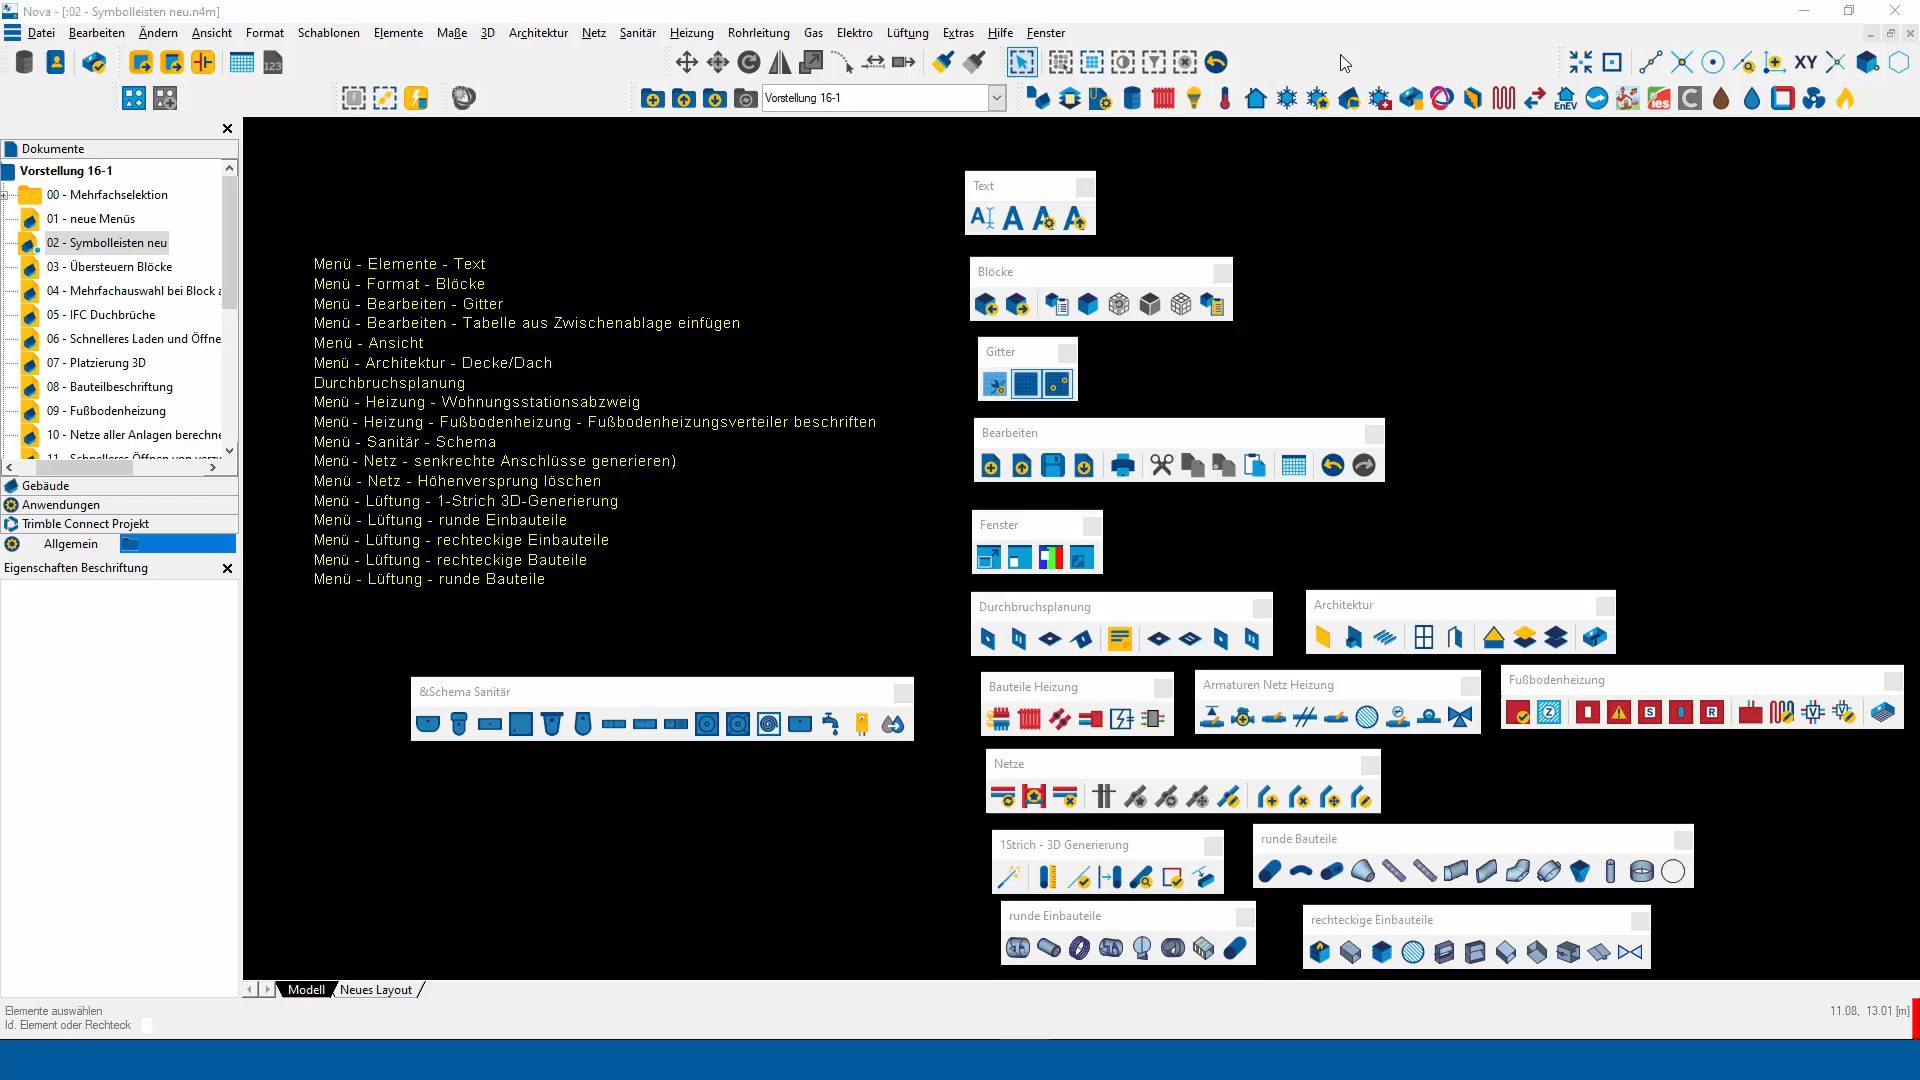 Nova - [:02 - Symbolleisten neu.n4m]
Datei Bearbeiten Ändern Ansicht Format Schablonen Elemente Maße 3D Architektur Netz Sanitär Heizung Rohrleitung Gas Elektro Lüftung Extras Hilfe Fenster
123
XY
Vorstellung 16-1
EnEV
ies
Dokumente
Vorstellung 16-1
00 - Mehrfachselektion
01 - neue Menüs
02 - Symbolleisten neu
03 - Übersteuern Blöcke
04 - Mehrfachauswahl bei Block a
05 - IFC Duchbrüche
06 - Schnelleres Laden und Öffne
07 - Platzierung 3D
08 - Bauteilbeschriftung
09 - Fußbodenheizung
10 - Netze aller Anlagen berechne
11 - Schnelleres Öffnen von verz
Gebäude
Anwendungen
Trimble Connect Projekt
Allgemein
Eigenschaften Beschriftung
Menü - Elemente - Text
Menü - Format - Blöcke
Menü - Bearbeiten - Gitter
Menü - Bearbeiten - Tabelle aus Zwischenablage einfügen
Menü - Ansicht
Menü - Architektur - Decke/Dach
Durchbruchsplanung
Menü - Heizung - Wohnungsstationsabzweig
Menü - Heizung - Fußbodenheizung - Fußbodenheizungsverteiler beschriften
Menü - Sanitär - Schema
Menü - Netz - senkrechte Anschlüsse generieren)
Menü - Netz - Höhenversprung löschen
Menü - Lüftung - 1-Strich 3D-Generierung
Menü - Lüftung - runde Einbauteile
Menü - Lüftung - rechteckige Einbauteile
Menü - Lüftung - rechteckige Bauteile
Menü - Lüftung - runde Bauteile
Text
Blöcke
Gitter
Bearbeiten
Fenster
Durchbruchsplanung
Architektur
&Schema Sanitär
Bauteile Heizung
Armaturen Netz Heizung
Fußbodenheizung
Netze
1Strich - 3D Generierung
runde Bauteile
runde Einbauteile
rechteckige Einbauteile
Modell
Neues Layout
Elemente auswählen
Id. Element oder Rechteck
11.08, 13.01 [m]